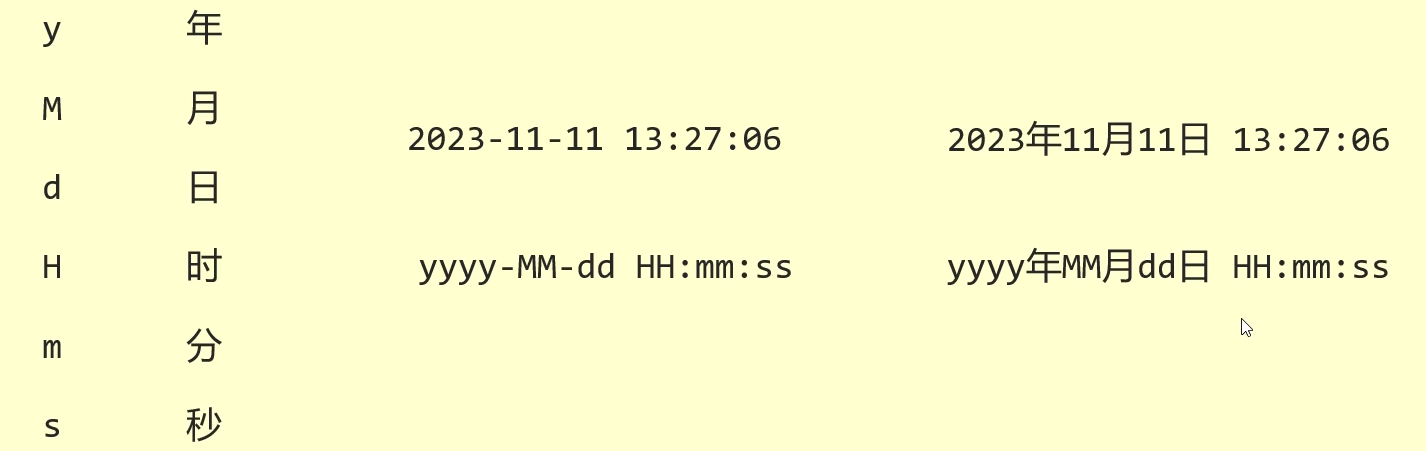 y 年
M 月
2023-11-11 13:27:06 2023年11月11日 13:27:06
d 日
H 时 yyyy-MM-dd HH:mm:ss yyyy年MM月dd日 HH:mm:ss
m 分
s 秒